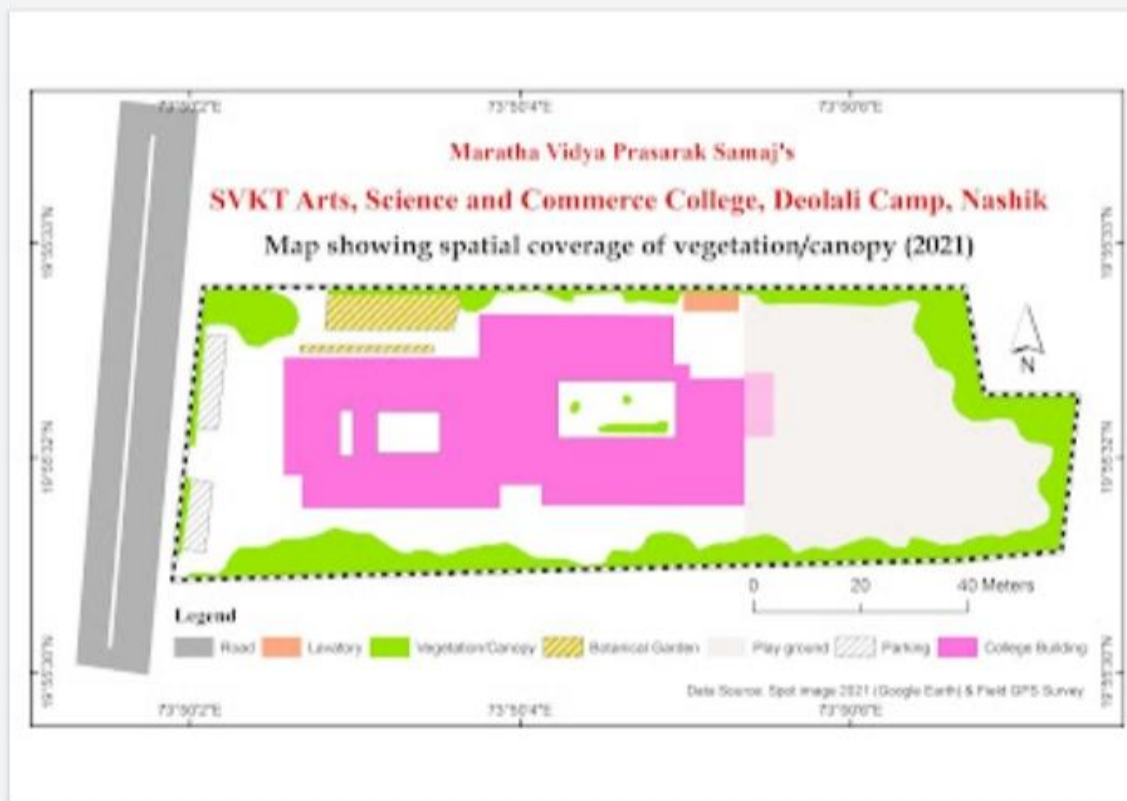 73°50'2"E 73°50'4"E 73°50'6"E
Maratha Vidya Prasarak Samaj's
SVKT Arts, Science and Commerce College, Deolali Camp, Nashik
Map showing spatial coverage of vegetation/canopy (2021)
N
0 20 40 Meters
Legend
Road Lavatory Vegetation/Canopy Botanical Garden Play ground Parking College Building
Data Source: Spot image 2021 (Google Earth) & Field GPS Survey
73°50'2"E 73°50'4"E 73°50'6"E